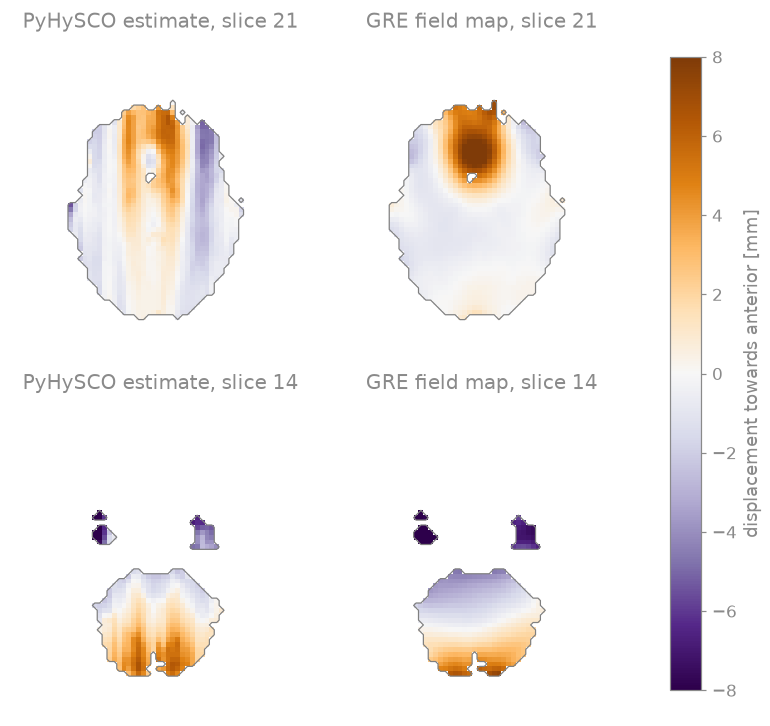 PyHySCO estimate, slice 21
GRE field map, slice 21
PyHySCO estimate, slice 14
GRE field map, slice 14
8
6
4
2
0
−2
−4
−6
−8
displacement towards anterior [mm]